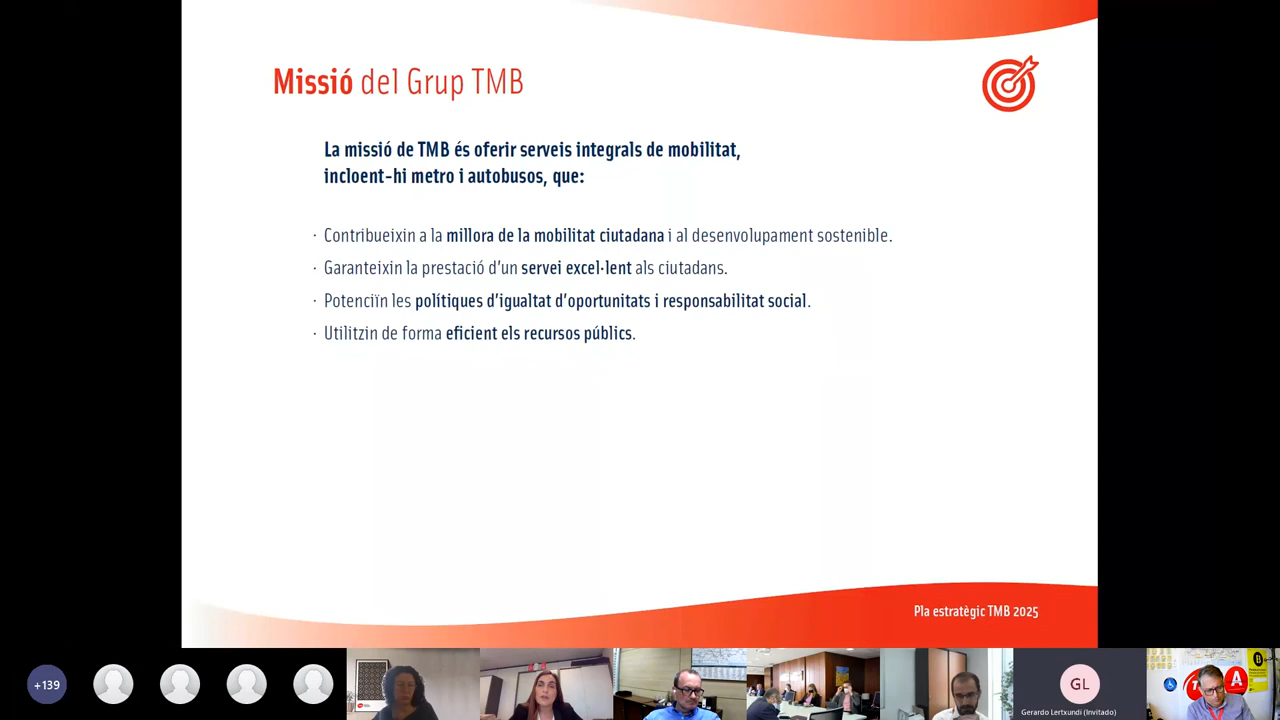 Missió del Grup TMB
La missió de TMB és oferir serveis integrals de mobilitat,
incloent-hi metro i autobusos, que:
· Contribueixin a la millora de la mobilitat ciutadana i al desenvolupament sostenible.
· Garanteixin la prestació d'un servei excel·lent als ciutadans.
· Potenciïn les polítiques d'igualtat d'oportunitats i responsabilitat social.
· Utilitzin de forma eficient els recursos públics.
Pla estratègic TMB 2025
+139
GL
Gerardo Lertxundi (Invitado)
T
A